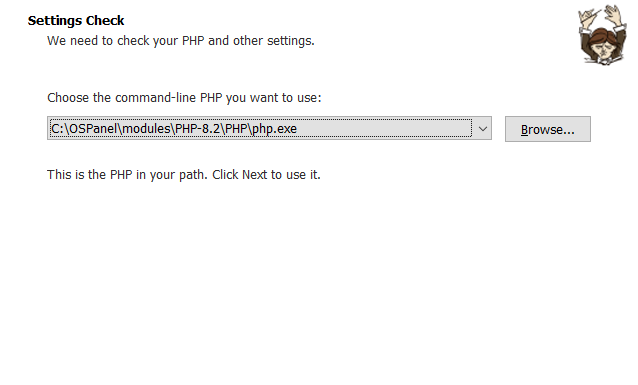 Settings Check
We need to check your PHP and other settings.
Choose the command-line PHP you want to use:
C:\OSPanel\modules\PHP-8.2\PHP\php.exe
Browse...
This is the PHP in your path. Click Next to use it.